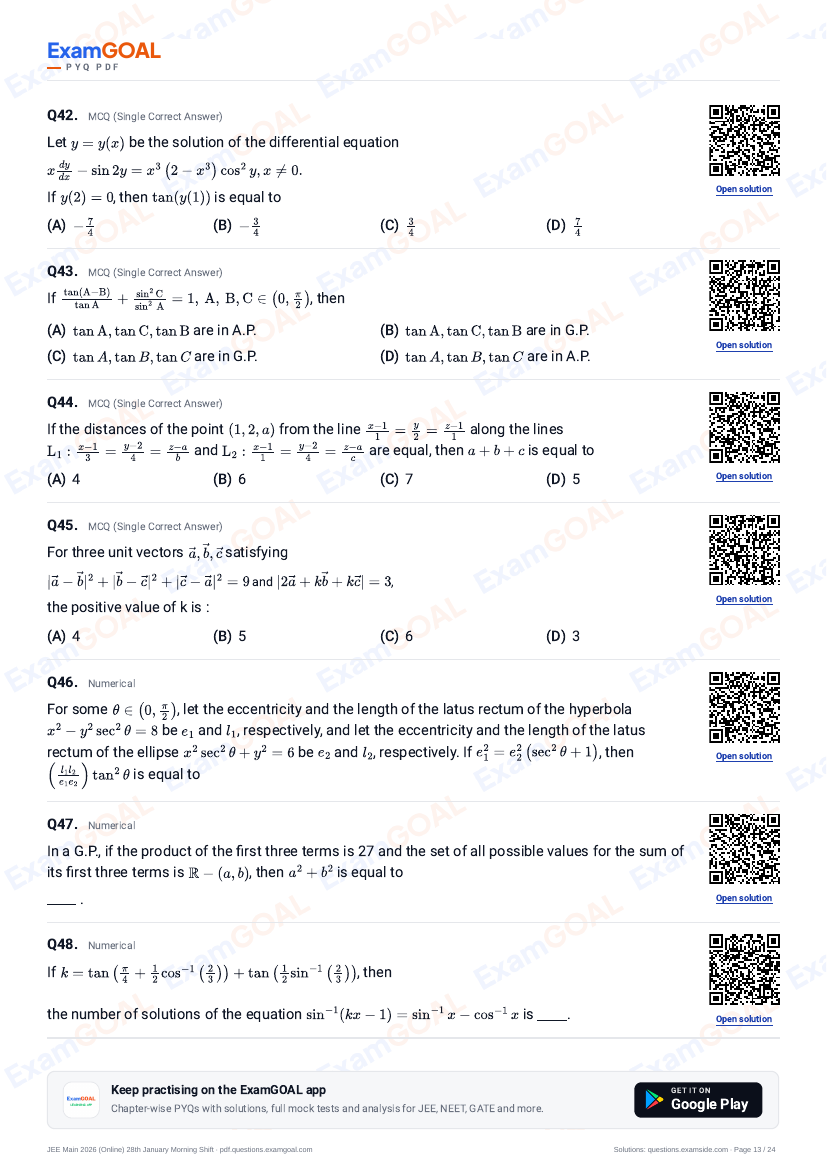 ExamGOAL
PYQ PDF
Q42. MCQ (Single Correct Answer)
Let y = y(x) be the solution of the differential equation
x dy/dx − sin 2y = x³ (2 − x³) cos² y, x ≠ 0.
If y(2) = 0, then tan(y(1)) is equal to
(A) −7/4 (B) −3/4 (C) 3/4 (D) 7/4
Open solution
Q43. MCQ (Single Correct Answer)
If tan(A−B)/tan A + sin² C/sin² A = 1, A, B, C ∈ (0, π/2), then
(A) tan A, tan C, tan B are in A.P. (B) tan A, tan C, tan B are in G.P.
(C) tan A, tan B, tan C are in G.P. (D) tan A, tan B, tan C are in A.P.
Open solution
Q44. MCQ (Single Correct Answer)
If the distances of the point (1, 2, a) from the line (x−1)/1 = y/2 = (z−1)/1 along the lines
L₁ : (x−1)/3 = (y−2)/4 = (z−a)/b and L₂ : (x−1)/1 = (y−2)/4 = (z−a)/c are equal, then a + b + c is equal to
(A) 4 (B) 6 (C) 7 (D) 5
Open solution
Q45. MCQ (Single Correct Answer)
For three unit vectors a⃗, b⃗, c⃗ satisfying
|a⃗ − b⃗|² + |b⃗ − c⃗|² + |c⃗ − a⃗|² = 9 and |2a⃗ + kb⃗ + kc⃗| = 3,
the positive value of k is :
(A) 4 (B) 5 (C) 6 (D) 3
Open solution
Q46. Numerical
For some θ ∈ (0, π/2), let the eccentricity and the length of the latus rectum of the hyperbola
x² − y² sec² θ = 8 be e₁ and l₁, respectively, and let the eccentricity and the length of the latus
rectum of the ellipse x² sec² θ + y² = 6 be e₂ and l₂, respectively. If e₁² = e₂² (sec² θ + 1), then
(l₁l₂/e₁e₂) tan² θ is equal to
Open solution
Q47. Numerical
In a G.P., if the product of the first three terms is 27 and the set of all possible values for the sum of
its first three terms is ℝ − (a, b), then a² + b² is equal to
____ .
Open solution
Q48. Numerical
If k = tan (π/4 + 1/2 cos⁻¹ (2/3)) + tan (1/2 sin⁻¹ (2/3)), then
the number of solutions of the equation sin⁻¹(kx − 1) = sin⁻¹ x − cos⁻¹ x is ____.
Open solution
Keep practising on the ExamGOAL app
Chapter-wise PYQs with solutions, full mock tests and analysis for JEE, NEET, GATE and more.
GET IT ON
Google Play
JEE Main 2026 (Online) 28th January Morning Shift · pdf.questions.examgoal.com
Solutions: questions.examside.com · Page 13 / 24